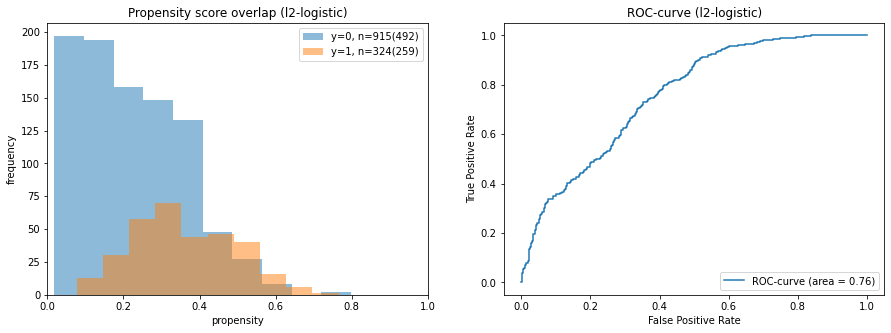 Propensity score overlap (l2-logistic)
y=0, n=915(492)
y=1, n=324(259)
frequency
200
175
150
125
100
75
50
25
0
0.0 0.2 0.4 0.6 0.8 1.0
propensity
ROC-curve (l2-logistic)
True Positive Rate
1.0
0.8
0.6
0.4
0.2
0.0
ROC-curve (area = 0.76)
0.0 0.2 0.4 0.6 0.8 1.0
False Positive Rate